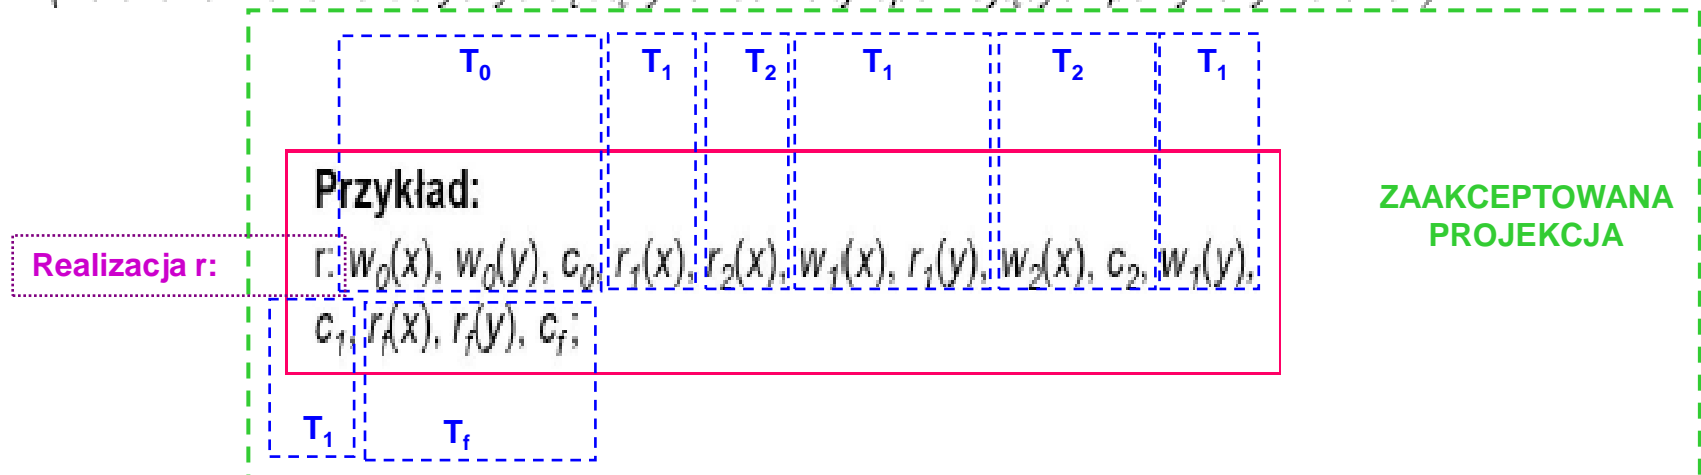 T0 T1 T2 T1 T2 T1
Przykład:
ZAAKCEPTOWANA
PROJEKCJA
Realizacja r:
r: w0(x), w0(y), c0, r1(x), r2(x), w1(x), r1(y), w2(x), c2, w1(y),
c1, rf(x), rf(y), cf;
T1 Tf